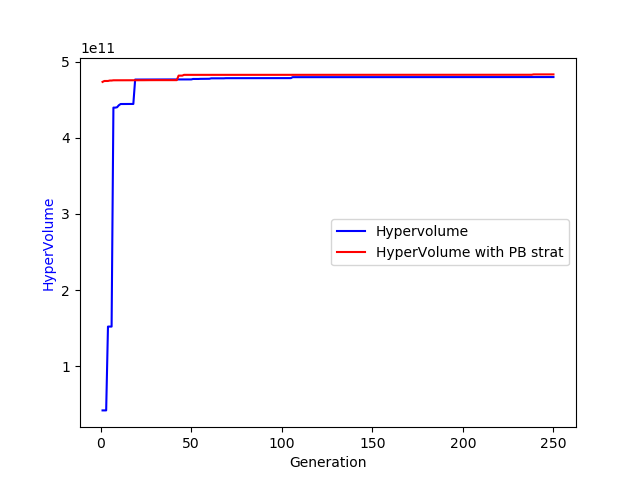 1e11
5
4
3
2
1
HyperVolume
Hypervolume
HyperVolume with PB strat
0 50 100 150 200 250
Generation